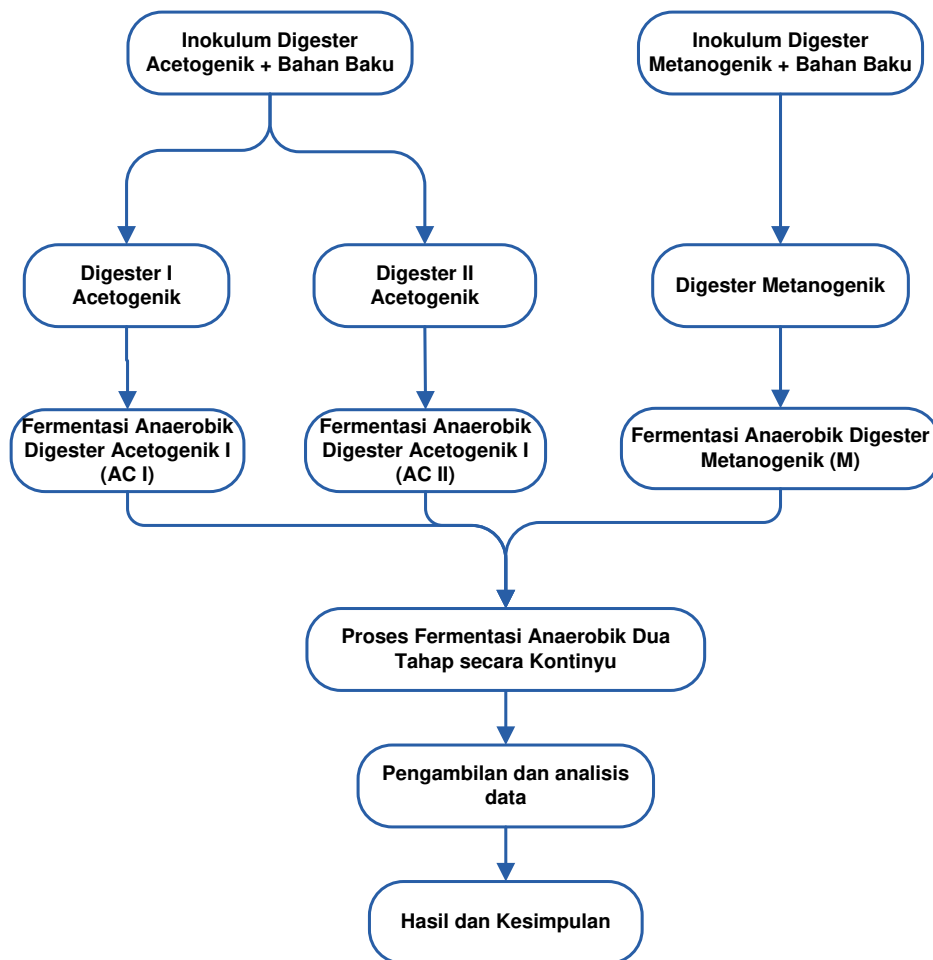 Inokulum Digester
Acetogenik + Bahan Baku
Inokulum Digester
Metanogenik + Bahan Baku
Digester I
Acetogenik
Digester II
Acetogenik
Digester Metanogenik
Fermentasi Anaerobik
Digester Acetogenik I
(AC I)
Fermentasi Anaerobik
Digester Acetogenik I
(AC II)
Fermentasi Anaerobik Digester
Metanogenik (M)
Proses Fermentasi Anaerobik Dua
Tahap secara Kontinyu
Pengambilan dan analisis
data
Hasil dan Kesimpulan